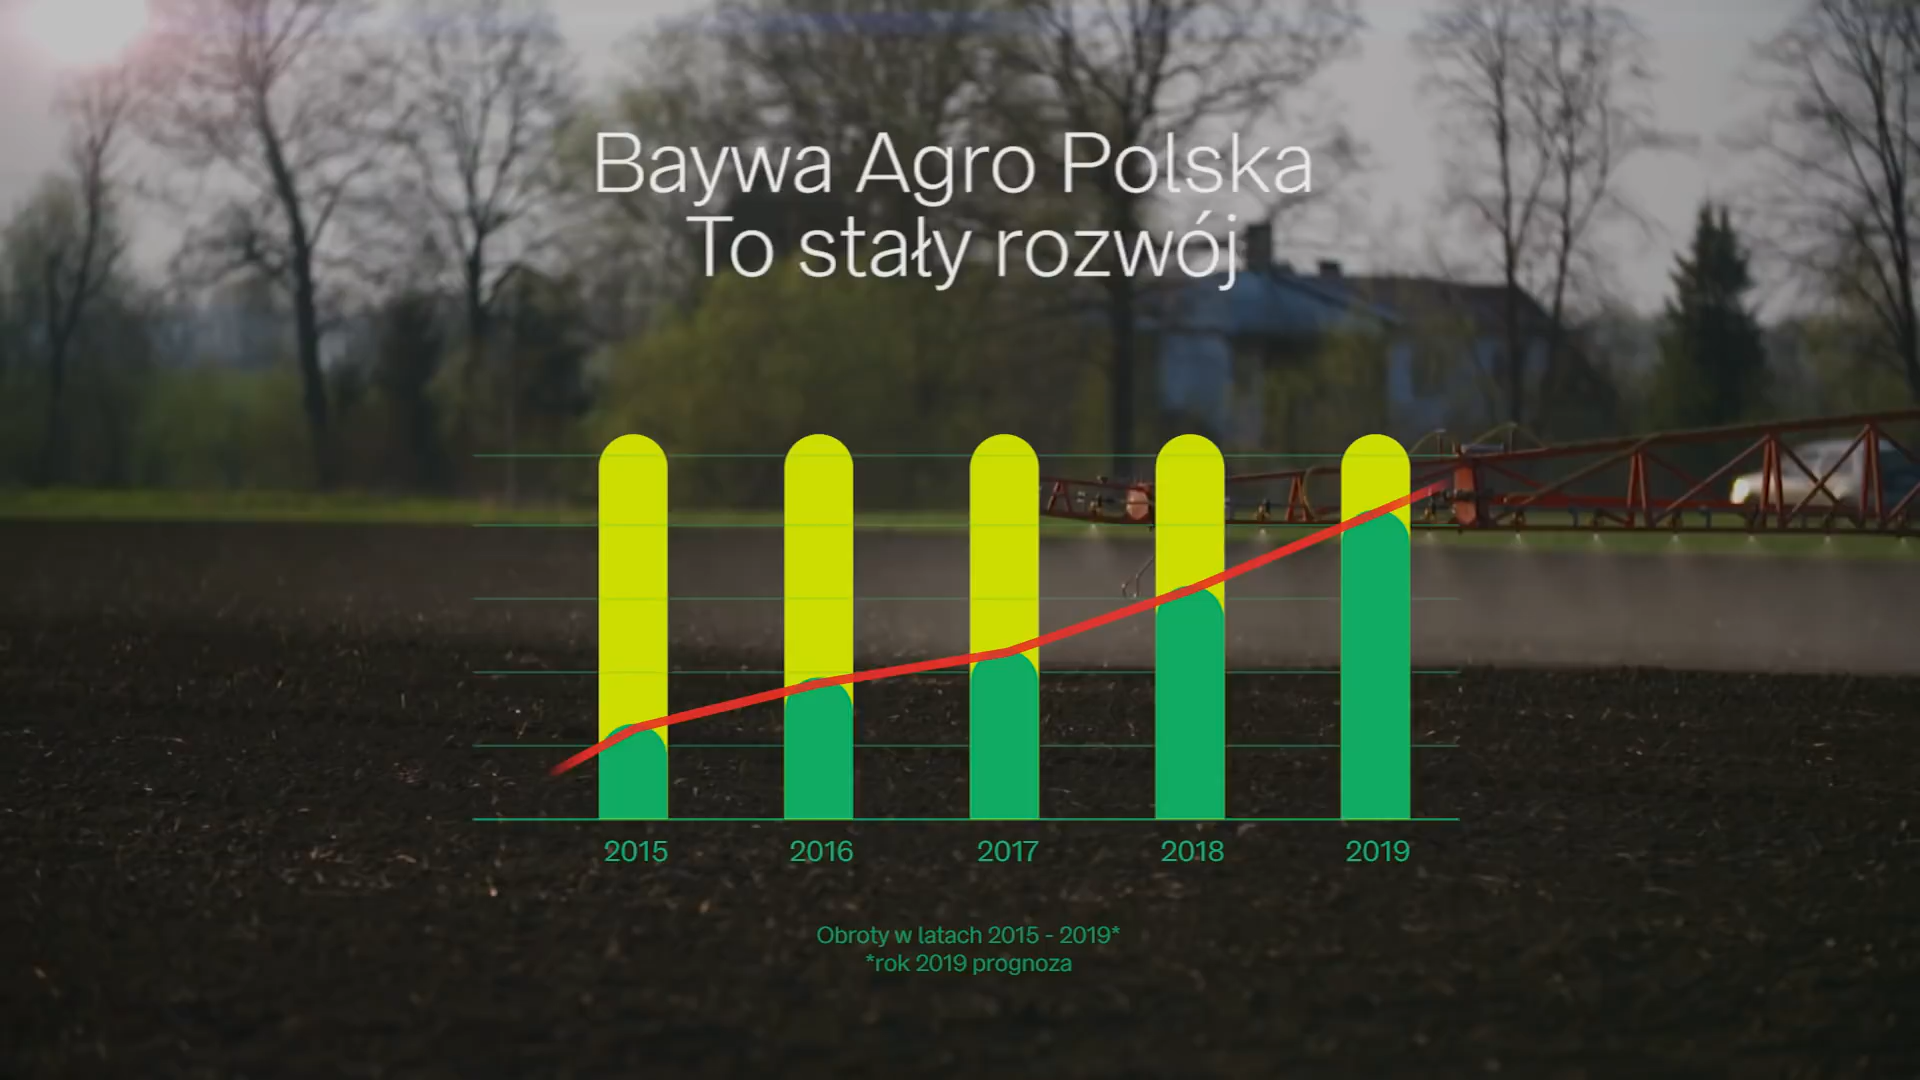 Baywa Agro Polska
To stały rozwój
2015 2016 2017 2018 2019
Obroty w latach 2015 - 2019*
*rok 2019 prognoza